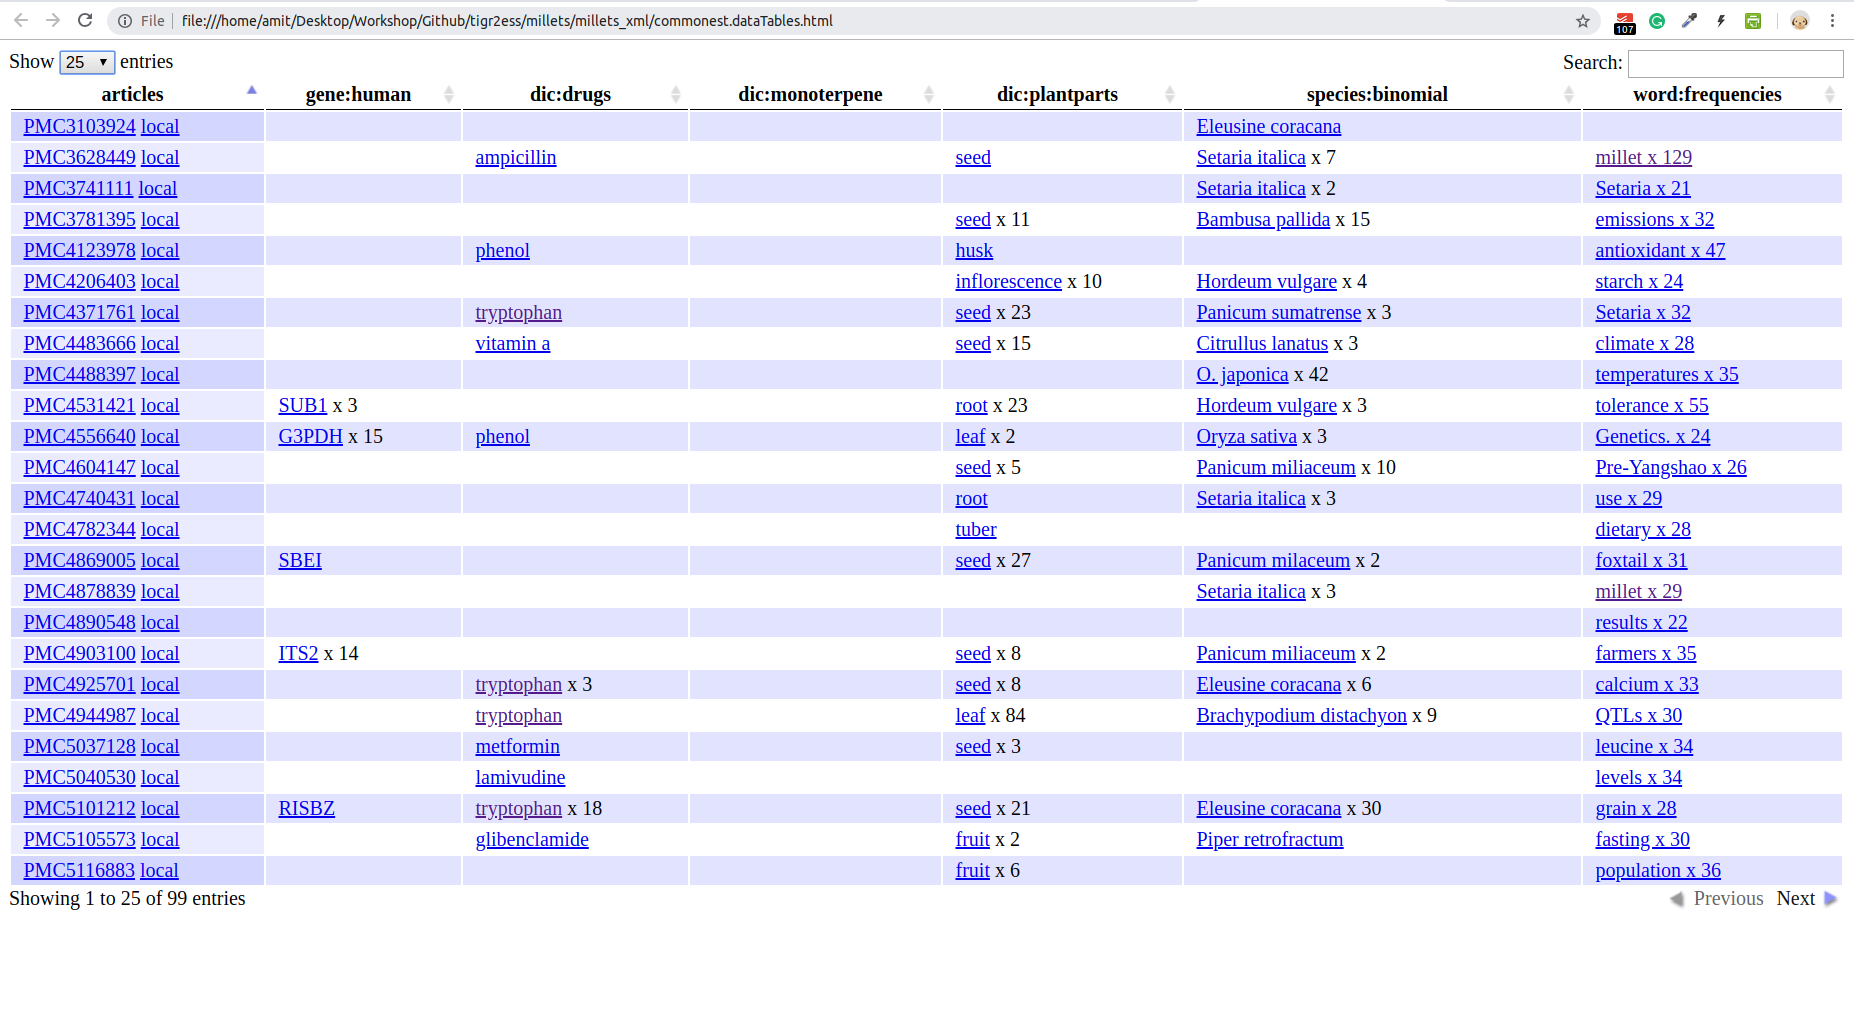 File file:///home/amit/Desktop/Workshop/Github/tigr2ess/millets/millets_xml/commonest.dataTables.html 107
Show 25 entries Search:
articles gene:human dic:drugs dic:monoterpene dic:plantparts species:binomial word:frequencies
PMC3103924 local Eleusine coracana
PMC3628449 local ampicillin seed Setaria italica x 7 millet x 129
PMC3741111 local Setaria italica x 2 Setaria x 21
PMC3781395 local seed x 11 Bambusa pallida x 15 emissions x 32
PMC4123978 local phenol husk antioxidant x 47
PMC4206403 local inflorescence x 10 Hordeum vulgare x 4 starch x 24
PMC4371761 local tryptophan seed x 23 Panicum sumatrense x 3 Setaria x 32
PMC4483666 local vitamin a seed x 15 Citrullus lanatus x 3 climate x 28
PMC4488397 local O. japonica x 42 temperatures x 35
PMC4531421 local SUB1 x 3 root x 23 Hordeum vulgare x 3 tolerance x 55
PMC4556640 local G3PDH x 15 phenol leaf x 2 Oryza sativa x 3 Genetics. x 24
PMC4604147 local seed x 5 Panicum miliaceum x 10 Pre-Yangshao x 26
PMC4740431 local root Setaria italica x 3 use x 29
PMC4782344 local tuber dietary x 28
PMC4869005 local SBEI seed x 27 Panicum milaceum x 2 foxtail x 31
PMC4878839 local Setaria italica x 3 millet x 29
PMC4890548 local results x 22
PMC4903100 local ITS2 x 14 seed x 8 Panicum miliaceum x 2 farmers x 35
PMC4925701 local tryptophan x 3 seed x 8 Eleusine coracana x 6 calcium x 33
PMC4944987 local tryptophan leaf x 84 Brachypodium distachyon x 9 QTLs x 30
PMC5037128 local metformin seed x 3 leucine x 34
PMC5040530 local lamivudine levels x 34
PMC5101212 local RISBZ tryptophan x 18 seed x 21 Eleusine coracana x 30 grain x 28
PMC5105573 local glibenclamide fruit x 2 Piper retrofractum fasting x 30
PMC5116883 local fruit x 6 population x 36
Showing 1 to 25 of 99 entries Previous Next